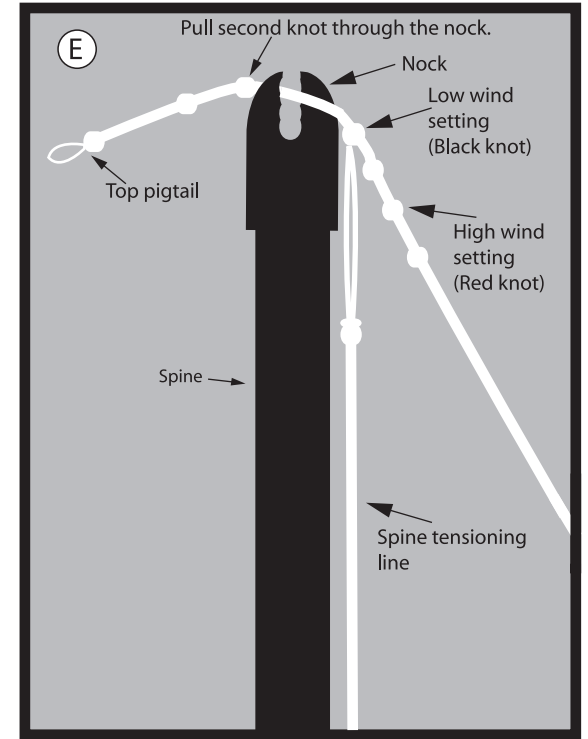 E
Pull second knot through the nock.
Nock
Low wind
setting
(Black knot)
Top pigtail
High wind
setting
(Red knot)
Spine
Spine tensioning
line